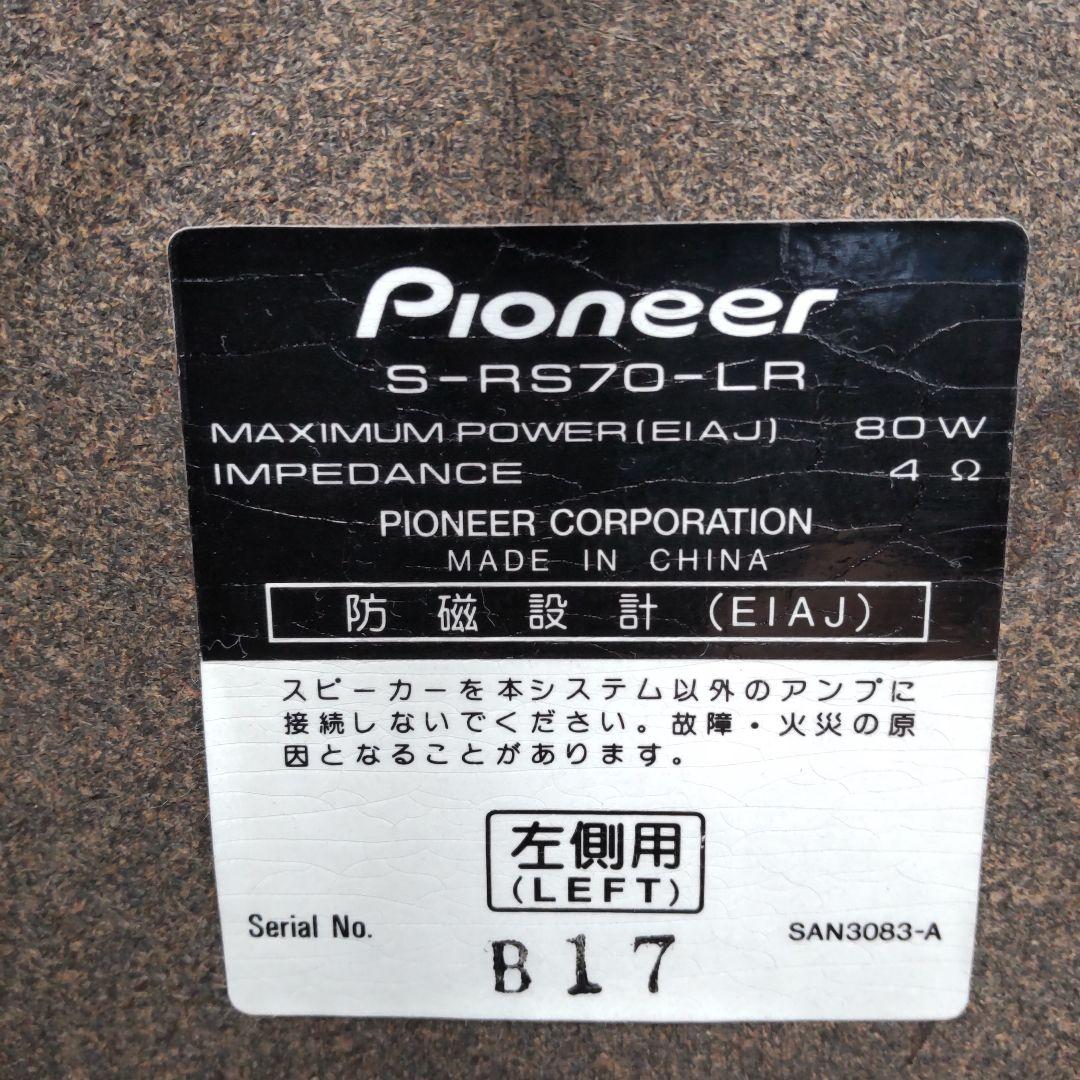 Pioneer
S-RS70-LR
MAXIMUM POWER(EIAJ) 80W
IMPEDANCE 4 Ω
PIONEER CORPORATION
MADE IN CHINA
防磁設計(EIAJ)
スピーカーを本システム以外のアンプに
接続しないでください。故障・火災の原
因となることがあります。
左側用
(LEFT)
Serial No. SAN3083-A
B17